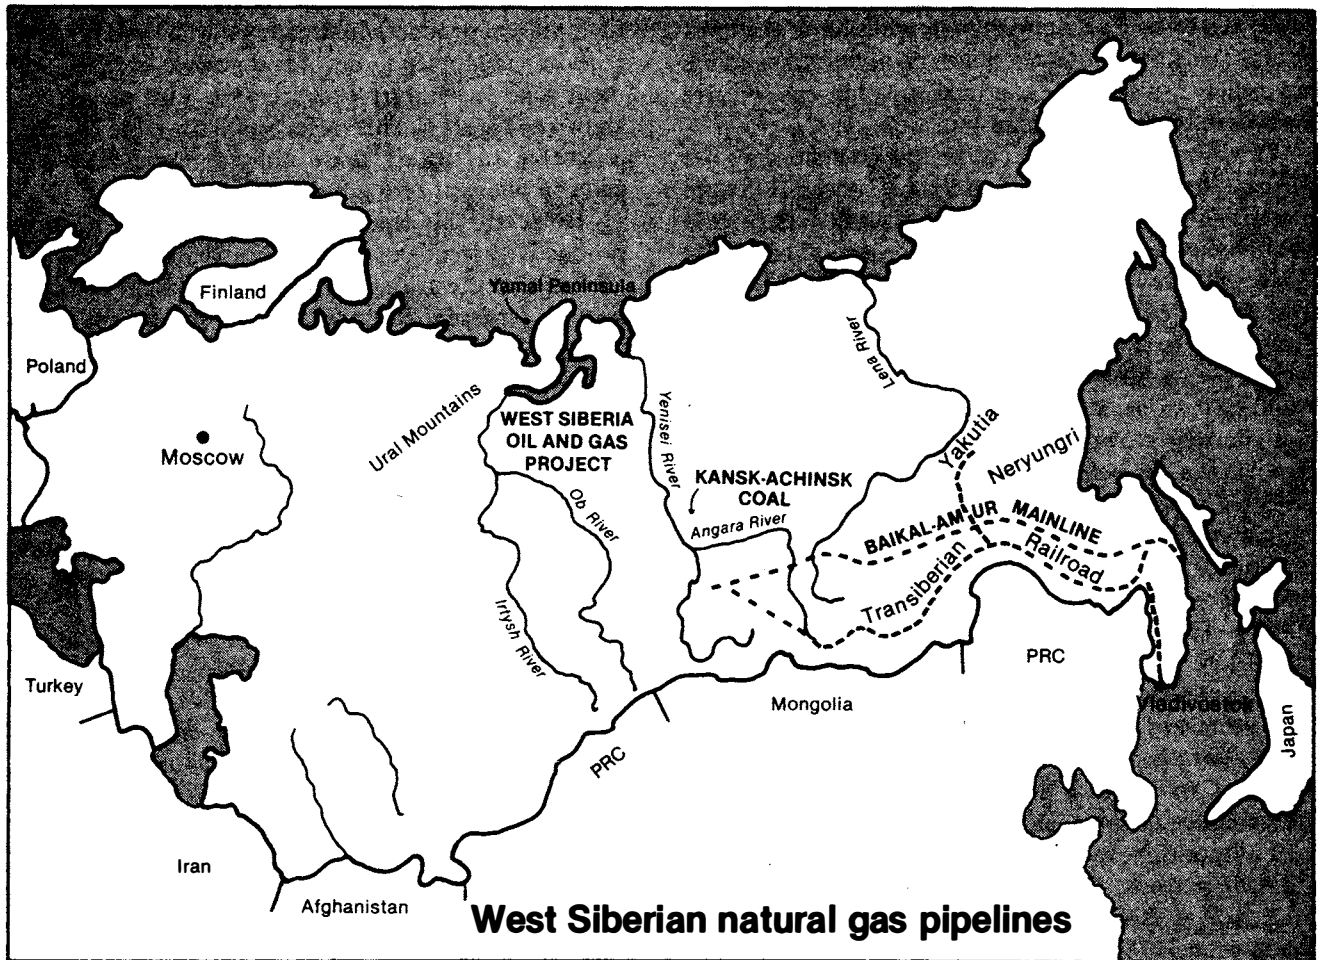 Yamal Peninsula
Finland
Poland
Lena River
Ural Mountains
WEST SIBERIA
OIL AND GAS
PROJECT
Yenisei River
Yakutia
Neryungri
Moscow
KANSK-ACHINSK
COAL
Ob River
Angara River
BAIKAL-AMUR MAINLINE
Transiberian
Railroad
Irtysh River
PRC
Turkey
Mongolia
Vladivostok
Japan
PRC
Iran
Afghanistan
West Siberian natural gas pipelines